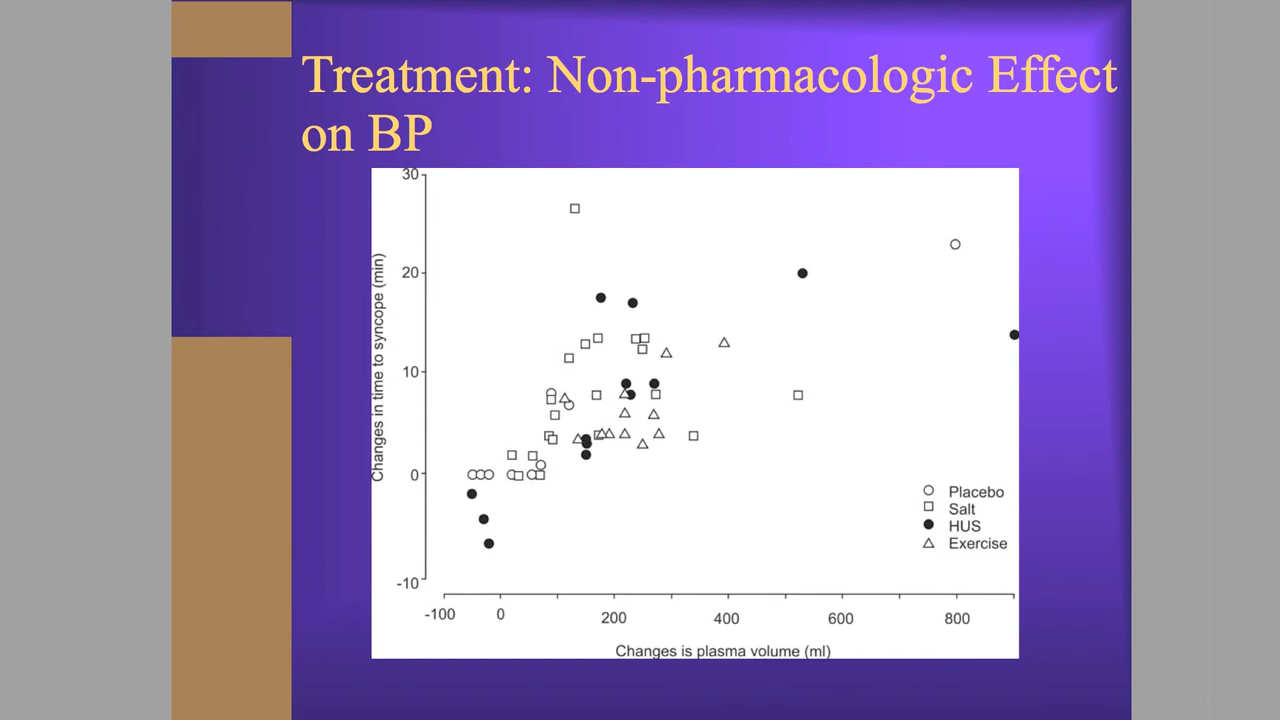 Treatment: Non-pharmacologic Effect
on BP
30
20
10
0
-10
Changes in time to syncope (min)
-100
0
200
400
600
800
Changes is plasma volume (ml)
Placebo
Salt
HUS
Exercise